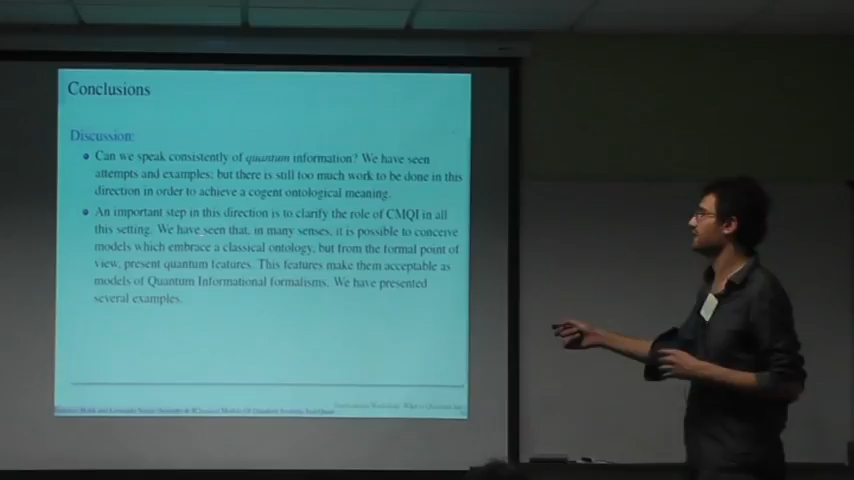 Conclusions
Discussion:
Can we speak consistently of quantum information? We have seen
attempts and examples; but there is still too much work to be done in this
direction in order to achieve a cogent ontological meaning.
An important step in this direction is to clarify the role of CMQI in all
this setting. We have seen that, in many senses, it is possible to conceive
models which embrace a classical ontology, but from the formal point of
view, present quantum features. This features make them acceptable as
models of Quantum Informational formalisms. We have presented
several examples.